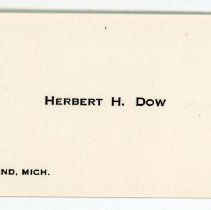 Herbert H. Dow
ND, MICH.